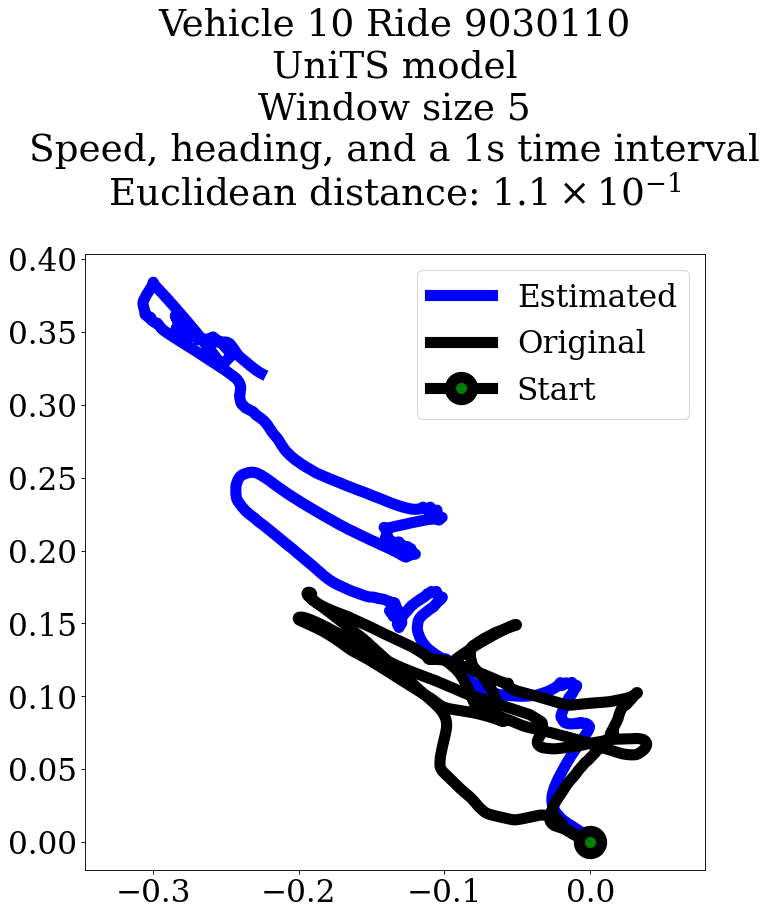 Vehicle 10 Ride 9030110
UniTS model
Window size 5
Speed, heading, and a 1s time interval
Euclidean distance: 1.1 × 10⁻¹
Estimated
Original
Start
0.40
0.35
0.30
0.25
0.20
0.15
0.10
0.05
0.00
−0.3
−0.2
−0.1
0.0